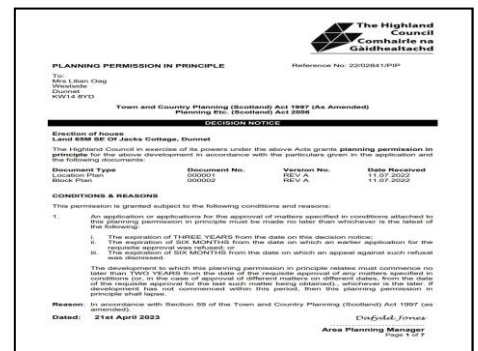 The Highland
Council
Comhairle na
Gàidhealtachd
PLANNING PERMISSION IN PRINCIPLE
Reference No: 22/02841/PIP
To:
Mrs Lilian Oag
Westside
Dunnet
KW14 8YD
Town and Country Planning (Scotland) Act 1997 (As Amended)
Planning Etc. (Scotland) Act 2006
DECISION NOTICE
Erection of house
Land 65M SE Of Jacks Cottage, Dunnet
The Highland Council in exercise of its powers under the above Acts grants planning permission in
principle for the above development in accordance with the particulars given in the application and
the following documents:
Document Type Document No. Version No. Date Received
Location Plan 000001 REV A 11.07.2022
Block Plan 000002 REV A 11.07.2022
CONDITIONS & REASONS
This permission is granted subject to the following conditions and reasons:
1. An application or applications for the approval of matters specified in conditions attached to
this planning permission in principle must be made no later than whichever is the latest of
the following:
i. The expiration of THREE YEARS from the date on this decision notice;
ii. The expiration of SIX MONTHS from the date on which an earlier application for the
requisite approval was refused; or
iii. The expiration of SIX MONTHS from the date on which an appeal against such refusal
was dismissed.
The development to which this planning permission in principle relates must commence no
later than TWO YEARS from the date of the requisite approval of any matters specified in
conditions (or, in the case of approval of different matters on different dates, from the date
of the requisite approval for the last such matter being obtained)., whichever is the later. If
development has not commenced within this period, then this planning permission in
principle shall lapse.
Reason: In accordance with Section 59 of the Town and Country Planning (Scotland) Act 1997 (as
amended).
Dated: 21st April 2023
Dafydd Jones
Area Planning Manager
Page 1 of 7